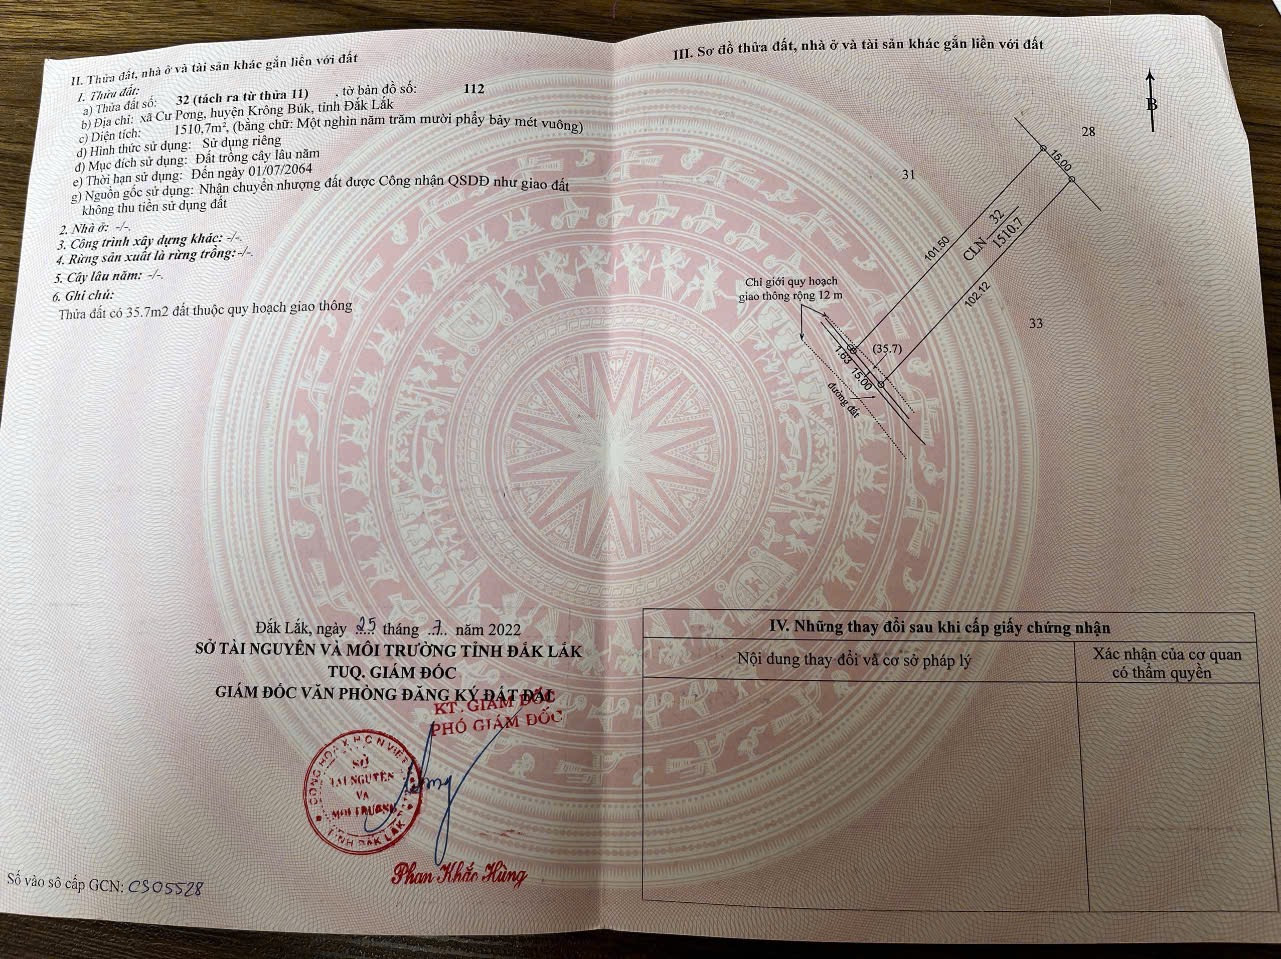 II. Thửa đất, nhà ở và tài sản khác gắn liền với đất
1. Thửa đất:
a) Thửa đất số: 32 (tách ra từ thửa 11) , tờ bản đồ số: 112
b) Địa chỉ: xã Cư Pơng, huyện Krông Búk, tỉnh Đắk Lắk
c) Diện tích: 1510,7m², (bằng chữ: Một nghìn năm trăm mười phẩy bảy mét vuông)
d) Hình thức sử dụng: Sử dụng riêng
đ) Mục đích sử dụng: Đất trồng cây lâu năm
e) Thời hạn sử dụng: Đến ngày 01/07/2064
g) Nguồn gốc sử dụng: Nhận chuyển nhượng đất được Công nhận QSDĐ như giao đất
không thu tiền sử dụng đất
2. Nhà ở: -/-.
3. Công trình xây dựng khác: -/-.
4. Rừng sản xuất là rừng trồng:-/-.
5. Cây lâu năm: -/-.
6. Ghi chú:
Thửa đất có 35.7m2 đất thuộc quy hoạch giao thông
Đắk Lắk, ngày 25 tháng 7 năm 2022
SỞ TÀI NGUYÊN VÀ MÔI TRƯỜNG TỈNH ĐẮK LẮK
TUQ. GIÁM ĐỐC
GIÁM ĐỐC VĂN PHÒNG ĐĂNG KÝ ĐẤT ĐAI
KT. GIÁM ĐỐC
PHÓ GIÁM ĐỐC
SỞ
TÀI NGUYÊN
VÀ
MÔI TRƯỜNG
TỈNH ĐẮK LẮK
Phan Khắc Hùng
Số vào sổ cấp GCN: CS05528
III. Sơ đồ thửa đất, nhà ở và tài sản khác gắn liền với đất
B
28
15.00
31
32
CLN
1510.7
101.50
102.12
Chỉ giới quy hoạch
giao thông rộng 12 m
33
(35.7)
1.63
15.00
đường đất
IV. Những thay đổi sau khi cấp giấy chứng nhận
Nội dung thay đổi và cơ sở pháp lý
Xác nhận của cơ quan
có thẩm quyền